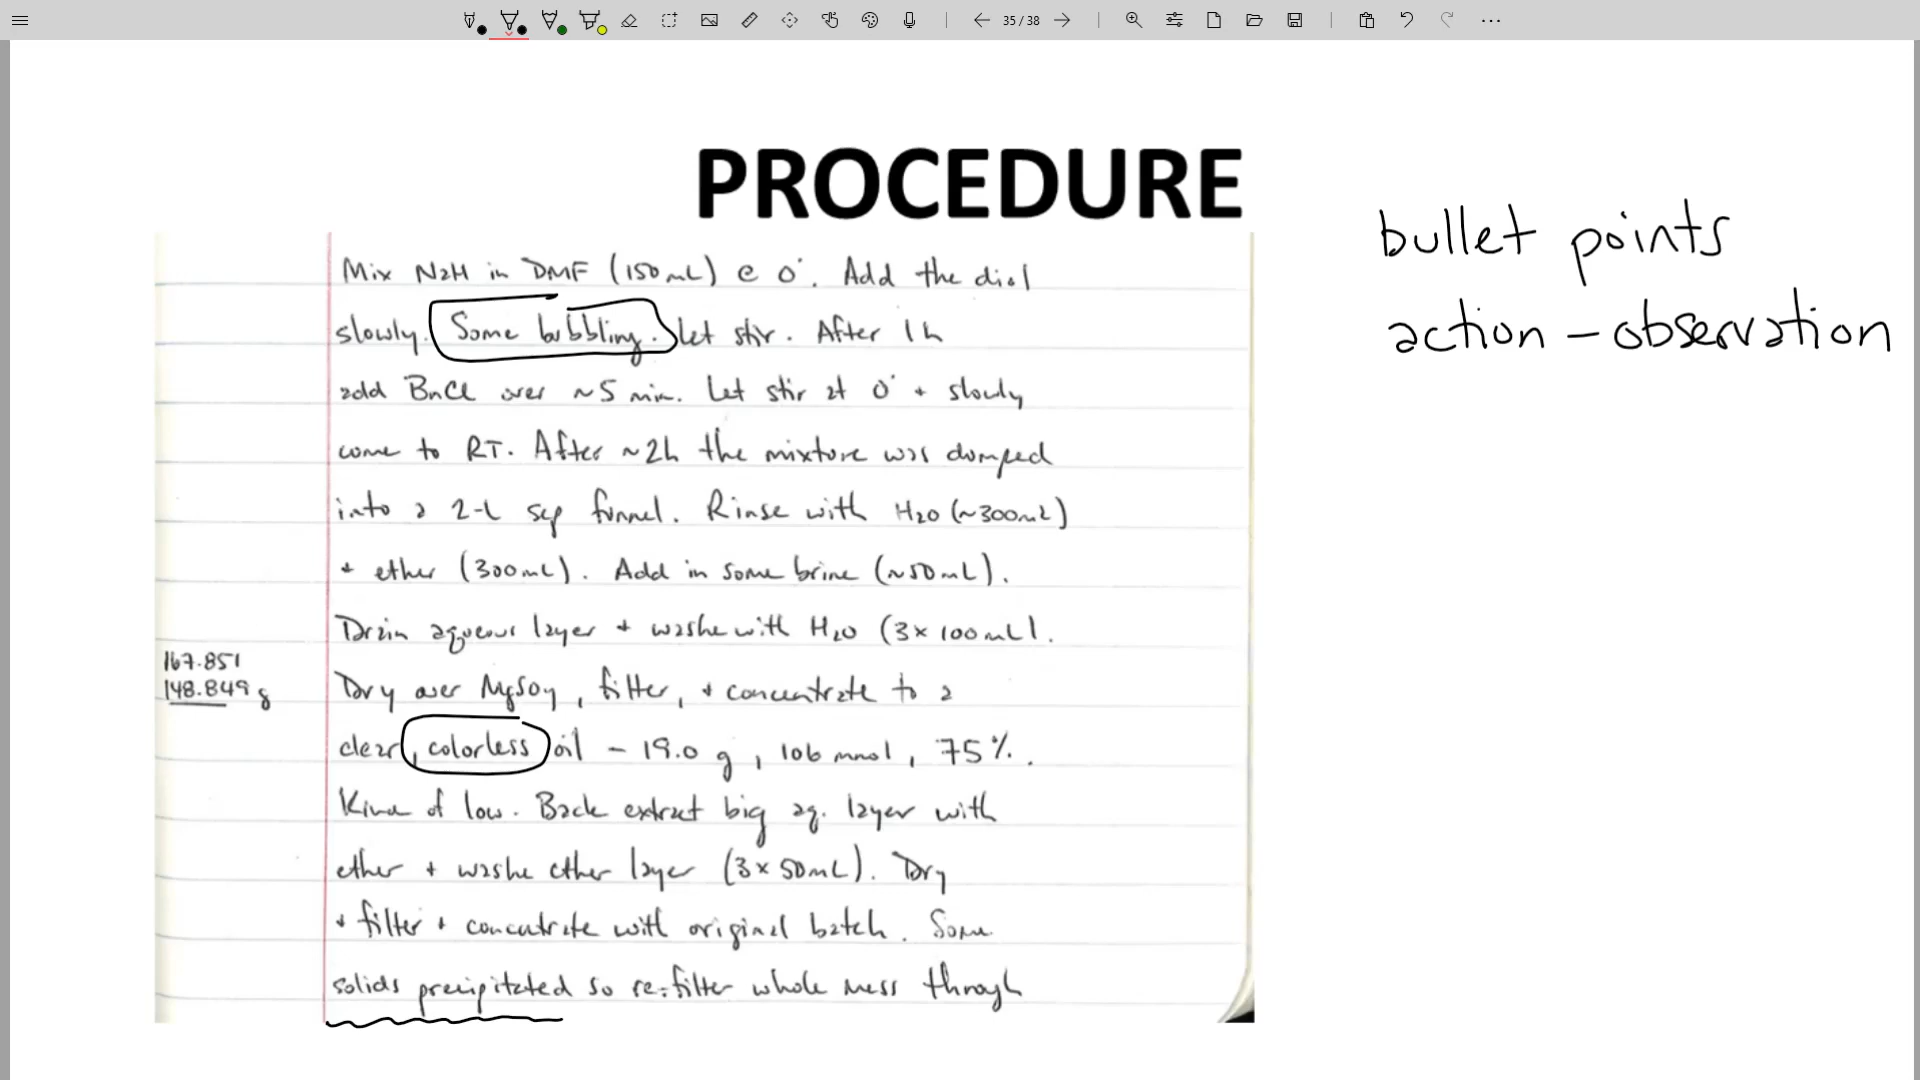 35 / 38
PROCEDURE
bullet points
action – observation
Mix NaH in DMF (150 mL) @ 0°. Add the diol
slowly. Some bubbling. Let stir. After 1 h
add BnCl over ~5 min. Let stir at 0° + slowly
come to RT. After ~2h the mixture was dumped
into a 2-L sep funnel. Rinse with H2O (~300mL)
+ ether (300mL). Add in some brine (~50mL).
Drain aqueous layer + washe with H2O (3 x 100mL).
167.851
148.849 g
Dry over MgSO4, filter, + concentrate to a
clear, colorless oil – 19.0 g, 106 mmol, 75%.
Kind of low. Back extract big aq. layer with
ether + washe ether layer (3 x 50mL). Dry
+ filter + concentrate with original batch. Some
solids precipitated so re-filter whole mess through